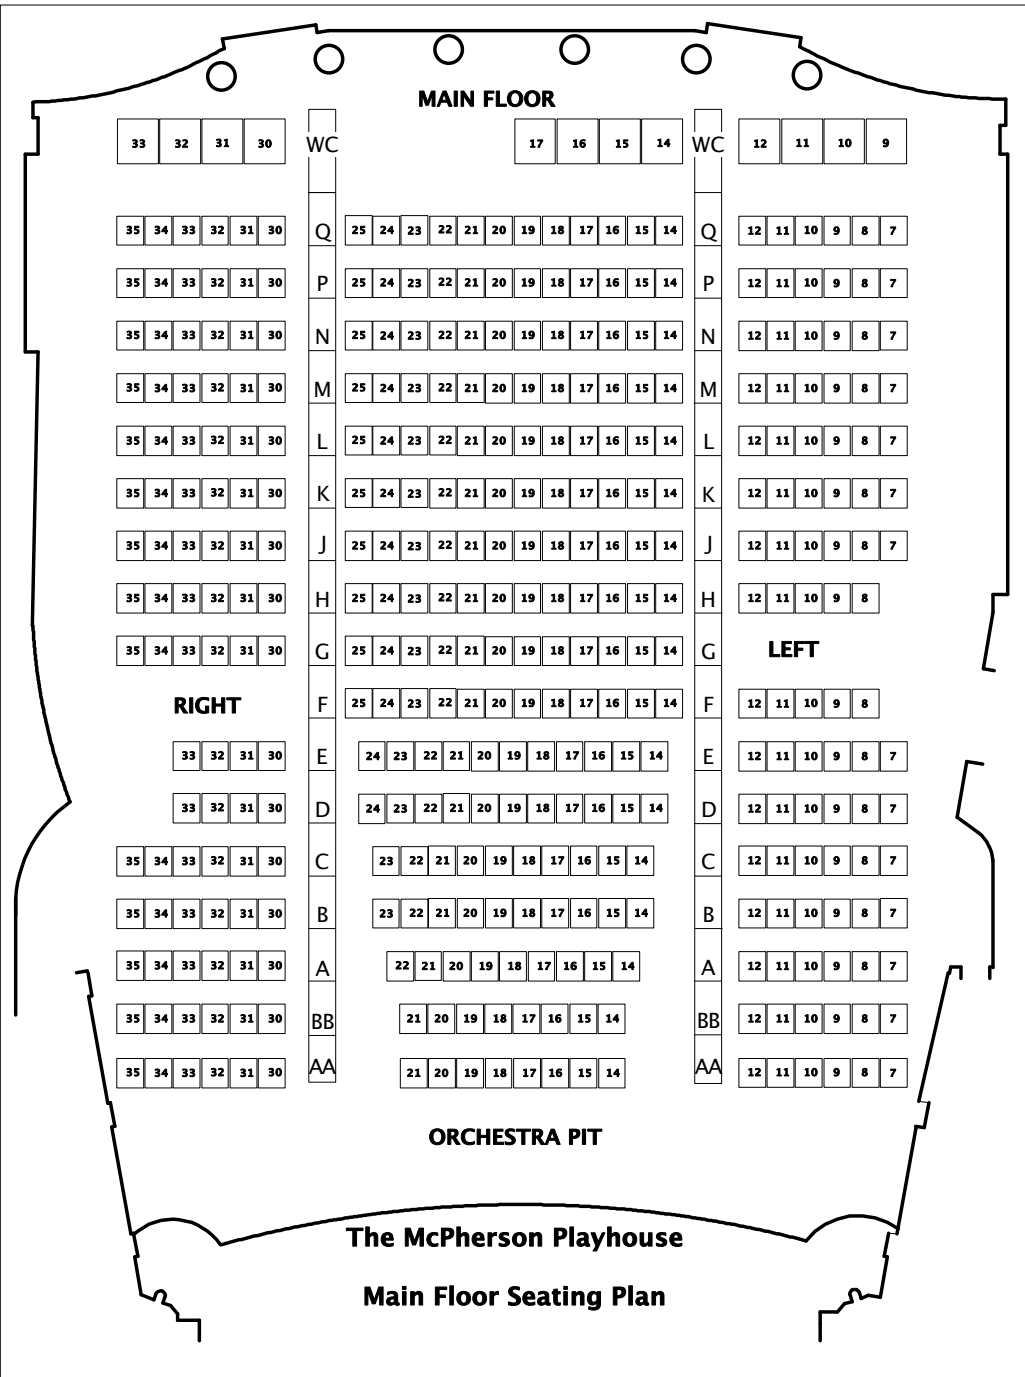 MAIN FLOOR
33 32 31 30 WC 17 16 15 14 WC 12 11 10 9
35 34 33 32 31 30 Q 25 24 23 22 21 20 19 18 17 16 15 14 Q 12 11 10 9 8 7
35 34 33 32 31 30 P 25 24 23 22 21 20 19 18 17 16 15 14 P 12 11 10 9 8 7
35 34 33 32 31 30 N 25 24 23 22 21 20 19 18 17 16 15 14 N 12 11 10 9 8 7
35 34 33 32 31 30 M 25 24 23 22 21 20 19 18 17 16 15 14 M 12 11 10 9 8 7
35 34 33 32 31 30 L 25 24 23 22 21 20 19 18 17 16 15 14 L 12 11 10 9 8 7
35 34 33 32 31 30 K 25 24 23 22 21 20 19 18 17 16 15 14 K 12 11 10 9 8 7
35 34 33 32 31 30 J 25 24 23 22 21 20 19 18 17 16 15 14 J 12 11 10 9 8 7
35 34 33 32 31 30 H 25 24 23 22 21 20 19 18 17 16 15 14 H 12 11 10 9 8
35 34 33 32 31 30 G 25 24 23 22 21 20 19 18 17 16 15 14 G LEFT
RIGHT F 25 24 23 22 21 20 19 18 17 16 15 14 F 12 11 10 9 8
33 32 31 30 E 24 23 22 21 20 19 18 17 16 15 14 E 12 11 10 9 8 7
33 32 31 30 D 24 23 22 21 20 19 18 17 16 15 14 D 12 11 10 9 8 7
35 34 33 32 31 30 C 23 22 21 20 19 18 17 16 15 14 C 12 11 10 9 8 7
35 34 33 32 31 30 B 23 22 21 20 19 18 17 16 15 14 B 12 11 10 9 8 7
35 34 33 32 31 30 A 22 21 20 19 18 17 16 15 14 A 12 11 10 9 8 7
35 34 33 32 31 30 BB 21 20 19 18 17 16 15 14 BB 12 11 10 9 8 7
35 34 33 32 31 30 AA 21 20 19 18 17 16 15 14 AA 12 11 10 9 8 7
ORCHESTRA PIT
The McPherson Playhouse
Main Floor Seating Plan